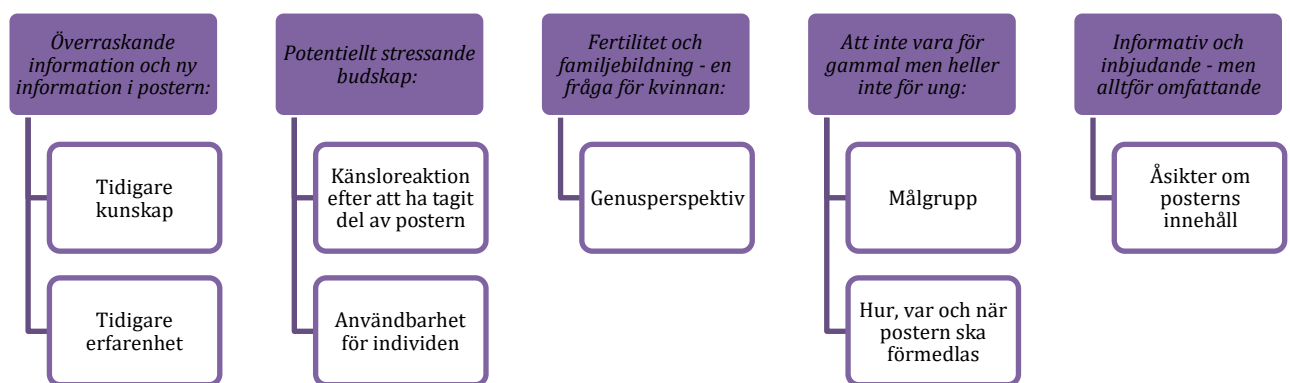 Överraskande
information och ny
information i postern:
Tidigare
kunskap
Tidigare
erfarenhet
Potentiellt stressande
budskap:
Känsloreaktion
efter att ha tagit
del av postern
Användbarhet
för individen
Fertilitet och
familjebildning - en
fråga för kvinnan:
Genusperspektiv
Att inte vara för
gammal men heller
inte för ung:
Målgrupp
Hur, var och när
postern ska
förmedlas
Informativ och
inbjudande - men
alltför omfattande
Åsikter om
posterns
innehåll